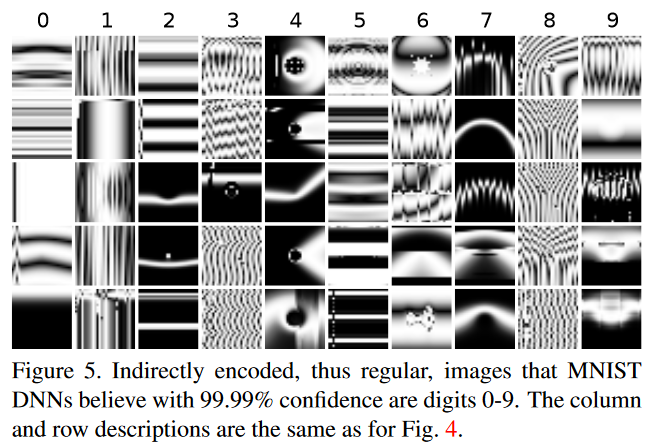 0 1 2 3 4 5 6 7 8 9
Figure 5. Indirectly encoded, thus regular, images that MNIST
DNNs believe with 99.99% confidence are digits 0-9. The column
and row descriptions are the same as for Fig. 4.